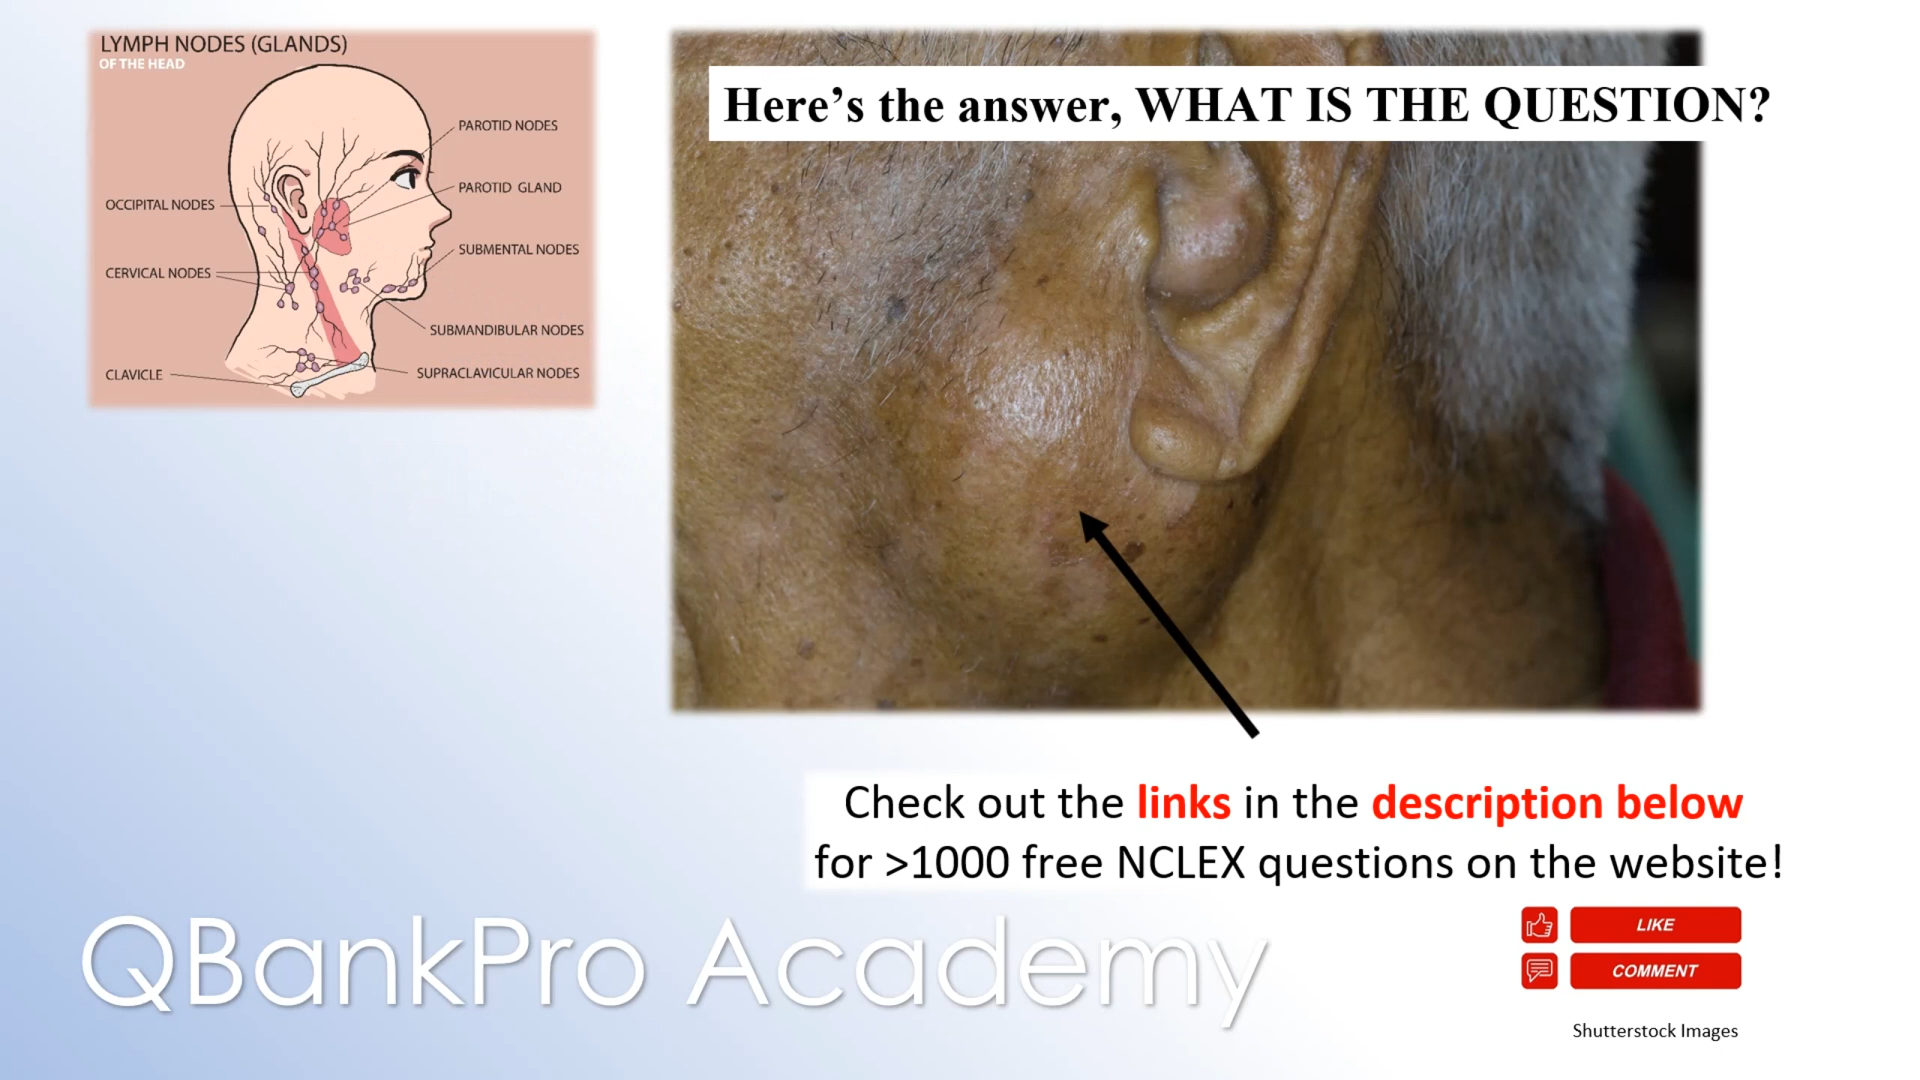 LYMPH NODES (GLANDS)
OF THE HEAD
PAROTID NODES
PAROTID GLAND
OCCIPITAL NODES
SUBMENTAL NODES
CERVICAL NODES
SUBMANDIBULAR NODES
CLAVICLE
SUPRACLAVICULAR NODES
Here's the answer, WHAT IS THE QUESTION?
Check out the links in the description below
for >1000 free NCLEX questions on the website!
QBankPro Academy
LIKE
COMMENT
Shutterstock Images